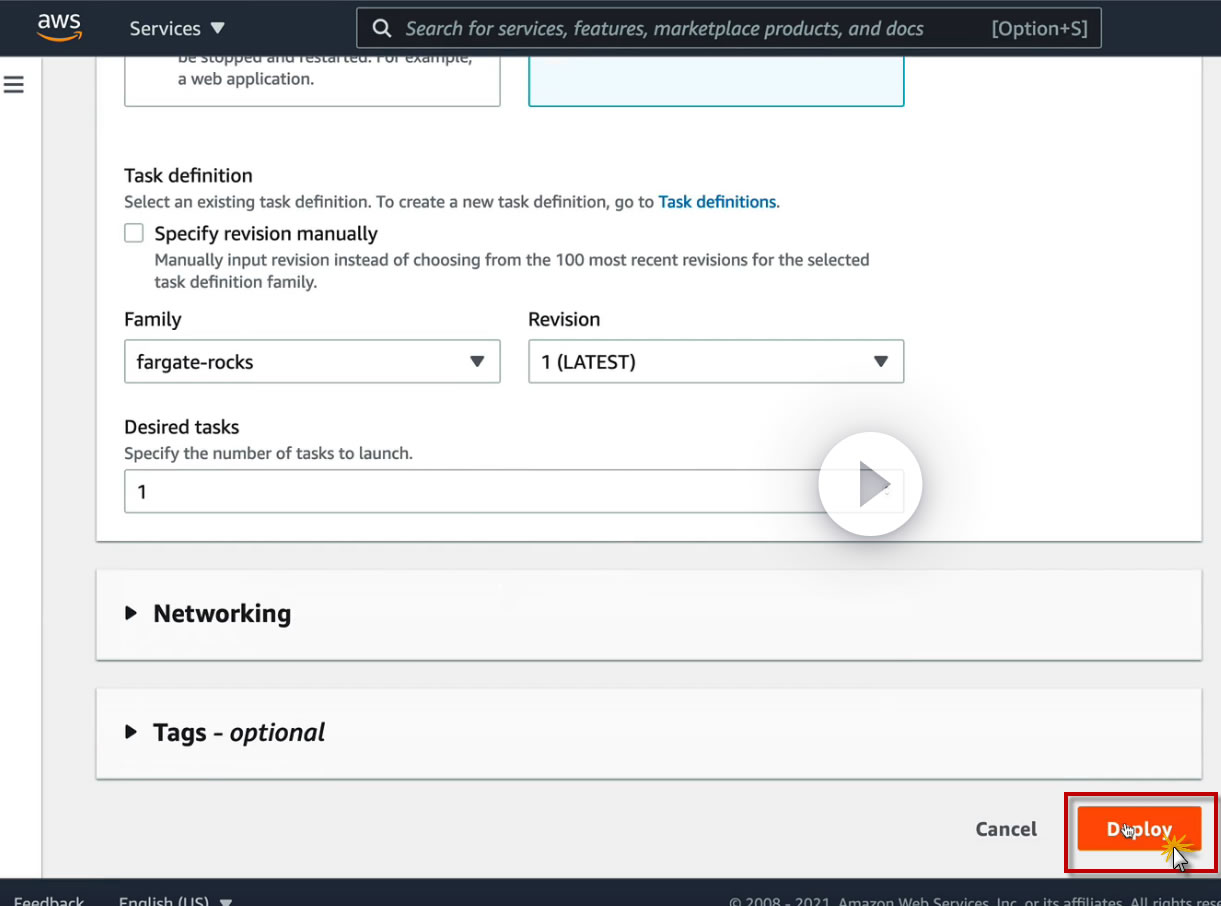 aws Services Search for services, features, marketplace products, and docs [Option+S]
be stopped and restarted. For example,
a web application.
Task definition
Select an existing task definition. To create a new task definition, go to Task definitions.
Specify revision manually
Manually input revision instead of choosing from the 100 most recent revisions for the selected
task definition family.
Family Revision
fargate-rocks 1 (LATEST)
Desired tasks
Specify the number of tasks to launch.
1
Networking
Tags - optional
Cancel Deploy
Feedback English (US) © 2008 - 2021, Amazon Web Services, Inc. or its affiliates. All rights rese